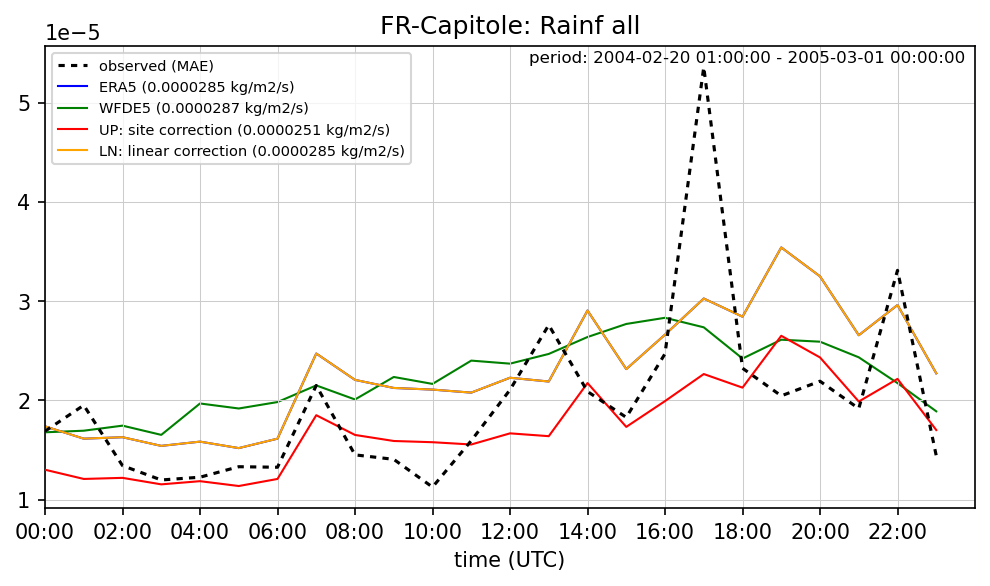 FR-Capitole: Rainf all
1e−5
period: 2004-02-20 01:00:00 - 2005-03-01 00:00:00
observed (MAE)
ERA5 (0.0000285 kg/m2/s)
WFDE5 (0.0000287 kg/m2/s)
UP: site correction (0.0000251 kg/m2/s)
LN: linear correction (0.0000285 kg/m2/s)
5
4
3
2
1
00:00 02:00 04:00 06:00 08:00 10:00 12:00 14:00 16:00 18:00 20:00 22:00
time (UTC)